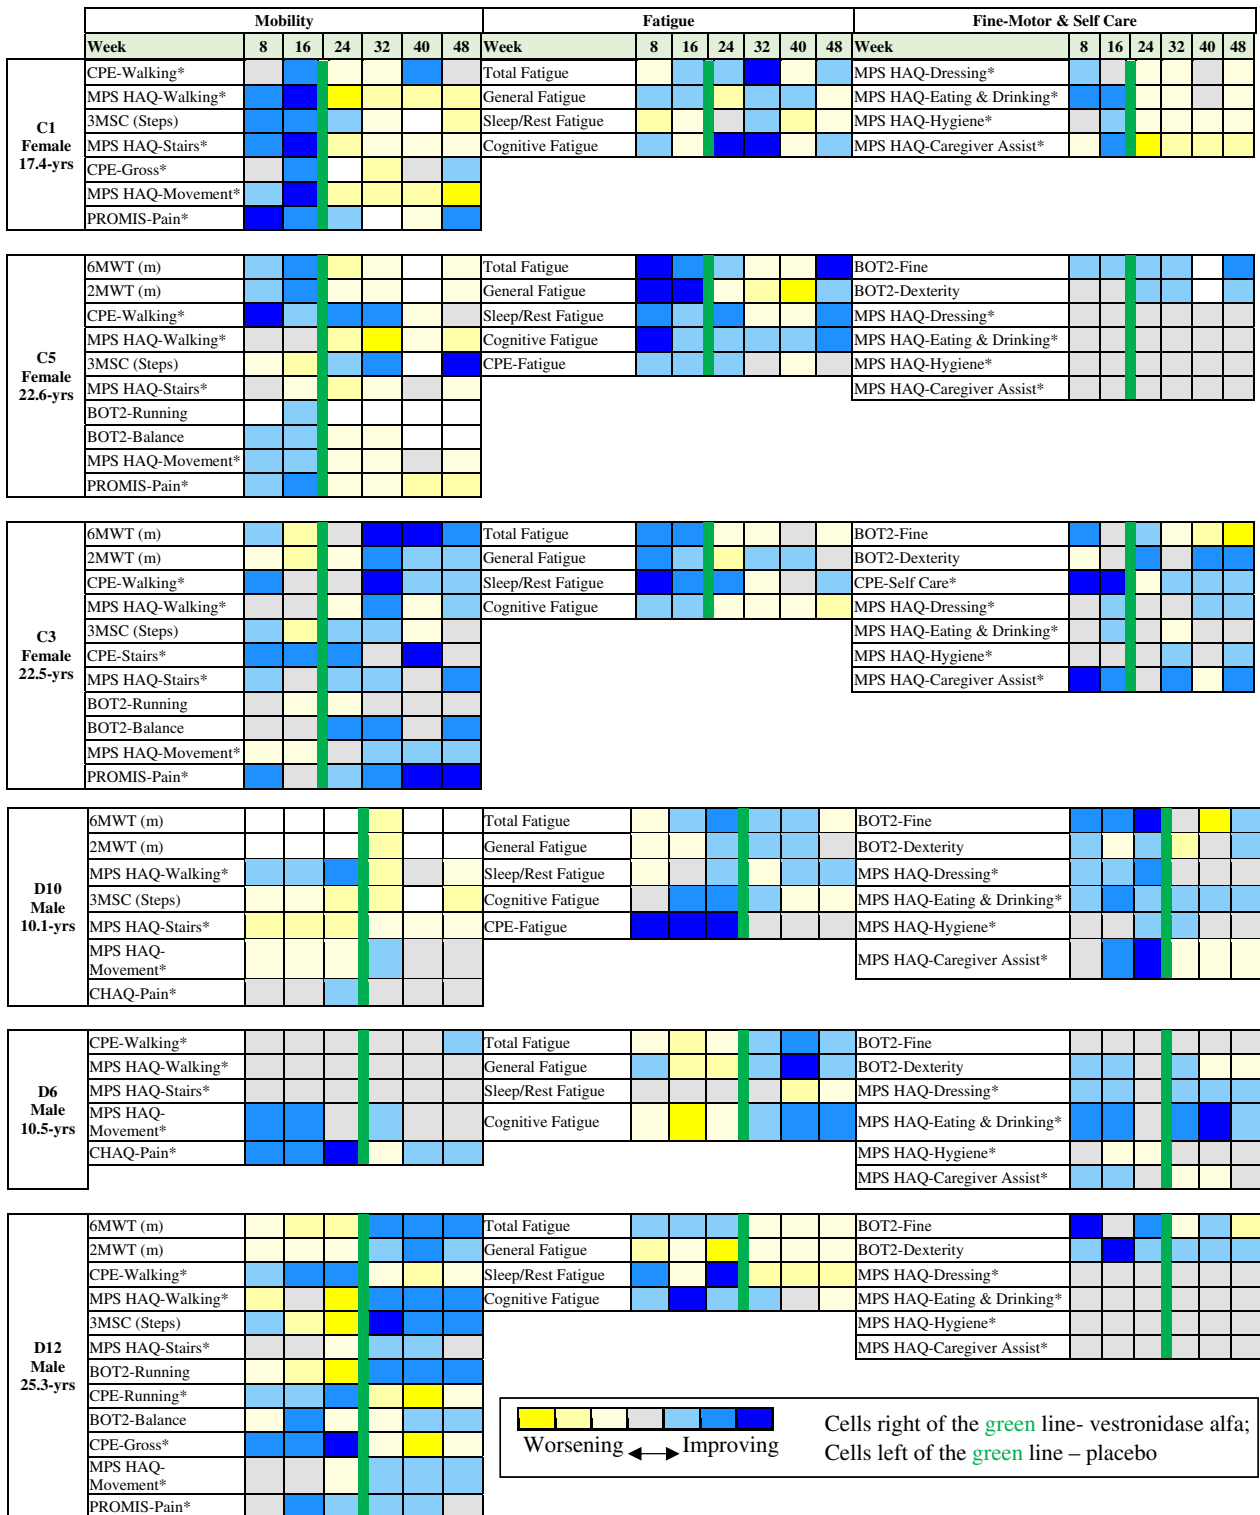 Mobility Fatigue Fine-Motor & Self Care
Week 8 16 24 32 40 48 Week 8 16 24 32 40 48 Week 8 16 24 32 40 48
C1
Female
17.4-yrs
CPE-Walking* Total Fatigue MPS HAQ-Dressing*
MPS HAQ-Walking* General Fatigue MPS HAQ-Eating & Drinking*
3MSC (Steps) Sleep/Rest Fatigue MPS HAQ-Hygiene*
MPS HAQ-Stairs* Cognitive Fatigue MPS HAQ-Caregiver Assist*
CPE-Gross*
MPS HAQ-Movement*
PROMIS-Pain*
C5
Female
22.6-yrs
6MWT (m) Total Fatigue BOT2-Fine
2MWT (m) General Fatigue BOT2-Dexterity
CPE-Walking* Sleep/Rest Fatigue MPS HAQ-Dressing*
MPS HAQ-Walking* Cognitive Fatigue MPS HAQ-Eating & Drinking*
3MSC (Steps) CPE-Fatigue MPS HAQ-Hygiene*
MPS HAQ-Stairs* MPS HAQ-Caregiver Assist*
BOT2-Running
BOT2-Balance
MPS HAQ-Movement*
PROMIS-Pain*
C3
Female
22.5-yrs
6MWT (m) Total Fatigue BOT2-Fine
2MWT (m) General Fatigue BOT2-Dexterity
CPE-Walking* Sleep/Rest Fatigue CPE-Self Care*
MPS HAQ-Walking* Cognitive Fatigue MPS HAQ-Dressing*
3MSC (Steps) MPS HAQ-Eating & Drinking*
CPE-Stairs* MPS HAQ-Hygiene*
MPS HAQ-Stairs* MPS HAQ-Caregiver Assist*
BOT2-Running
BOT2-Balance
MPS HAQ-Movement*
PROMIS-Pain*
D10
Male
10.1-yrs
6MWT (m) Total Fatigue BOT2-Fine
2MWT (m) General Fatigue BOT2-Dexterity
MPS HAQ-Walking* Sleep/Rest Fatigue MPS HAQ-Dressing*
3MSC (Steps) Cognitive Fatigue MPS HAQ-Eating & Drinking*
MPS HAQ-Stairs* CPE-Fatigue MPS HAQ-Hygiene*
MPS HAQ-
Movement* MPS HAQ-Caregiver Assist*
CHAQ-Pain*
D6
Male
10.5-yrs
CPE-Walking* Total Fatigue BOT2-Fine
MPS HAQ-Walking* General Fatigue BOT2-Dexterity
MPS HAQ-Stairs* Sleep/Rest Fatigue MPS HAQ-Dressing*
MPS HAQ-
Movement* Cognitive Fatigue MPS HAQ-Eating & Drinking*
CHAQ-Pain* MPS HAQ-Hygiene*
MPS HAQ-Caregiver Assist*
D12
Male
25.3-yrs
6MWT (m) Total Fatigue BOT2-Fine
2MWT (m) General Fatigue BOT2-Dexterity
CPE-Walking* Sleep/Rest Fatigue MPS HAQ-Dressing*
MPS HAQ-Walking* Cognitive Fatigue MPS HAQ-Eating & Drinking*
3MSC (Steps) MPS HAQ-Hygiene*
MPS HAQ-Stairs* MPS HAQ-Caregiver Assist*
BOT2-Running
CPE-Running*
BOT2-Balance
CPE-Gross*
MPS HAQ-
Movement*
PROMIS-Pain*
Worsening Improving
Cells right of the green line- vestronidase alfa;
Cells left of the green line – placebo